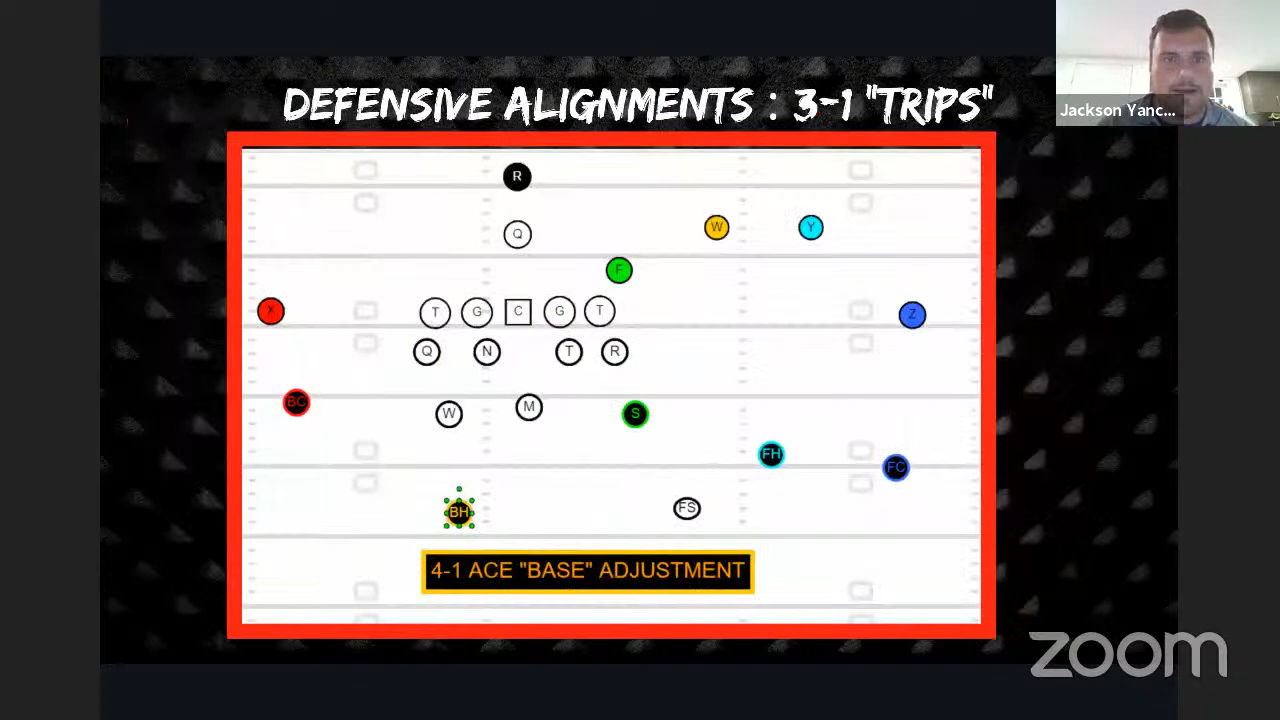 Jackson Yanc...
DEFENSIVE ALIGNMENTS : 3-1 "TRIPS"
R
Q
W
Y
F
X
T
G
C
G
T
Z
Q
N
T
R
BC
W
M
S
FH
FC
BH
FS
4-1 ACE "BASE" ADJUSTMENT
zoom